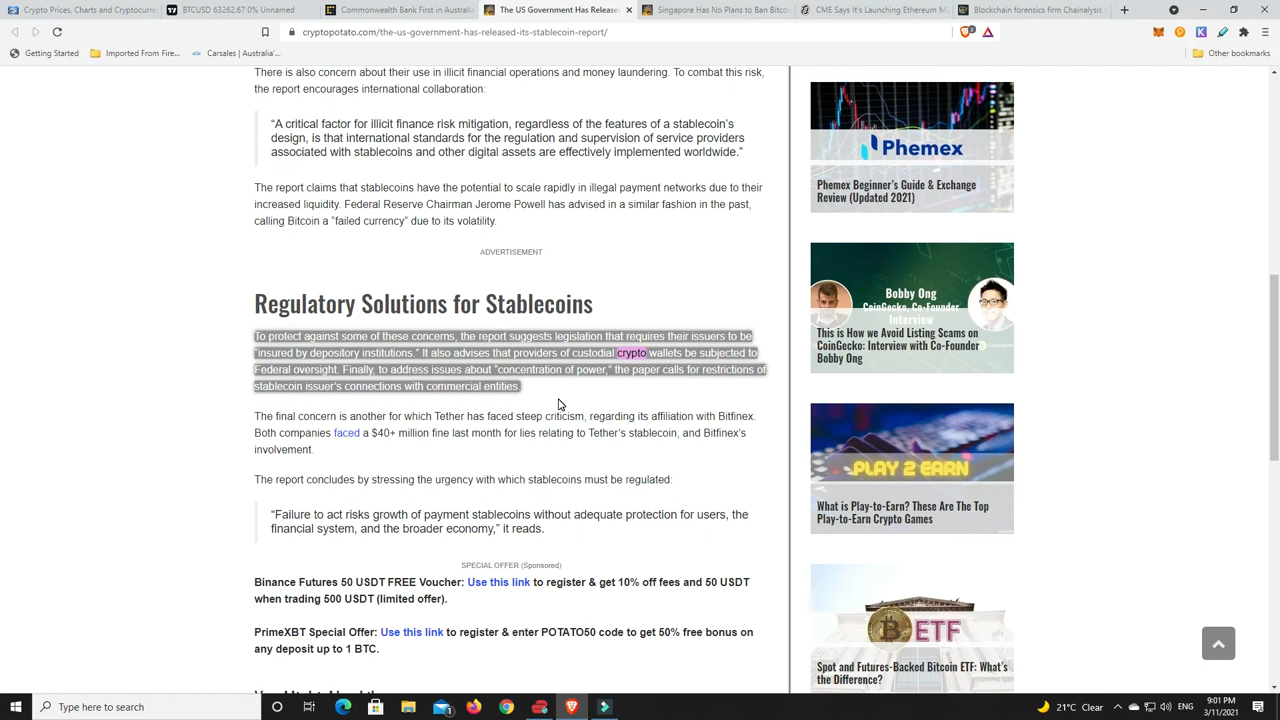 Crypto Prices, Charts and Cryptocurr
BTCUSD 63262.67 0% Unnamed
Commonwealth Bank First in Australi
The US Government Has Release
Singapore Has No Plans to Ban Bitco
CME Says It's Launching Ethereum M
Blockchain forensics firm Chainalysis
cryptopotato.com/the-us-government-has-released-its-stablecoin-report/
Getting Started
Imported From Fire...
Carsales | Australia'...
Other bookmarks
There is also concern about their use in illicit financial operations and money laundering. To combat this risk,
the report encourages international collaboration:
“A critical factor for illicit finance risk mitigation, regardless of the features of a stablecoin’s
design, is that international standards for the regulation and supervision of service providers
associated with stablecoins and other digital assets are effectively implemented worldwide.”
The report claims that stablecoins have the potential to scale rapidly in illegal payment networks due to their
increased liquidity. Federal Reserve Chairman Jerome Powell has advised in a similar fashion in the past,
calling Bitcoin a “failed currency” due to its volatility.
ADVERTISEMENT
Regulatory Solutions for Stablecoins
To protect against some of these concerns, the report suggests legislation that requires their issuers to be
“insured by depository institutions.” It also advises that providers of custodial crypto wallets be subjected to
Federal oversight. Finally, to address issues about “concentration of power,” the paper calls for restrictions of
stablecoin issuer’s connections with commercial entities.
The final concern is another for which Tether has faced steep criticism, regarding its affiliation with Bitfinex.
Both companies faced a $40+ million fine last month for lies relating to Tether’s stablecoin, and Bitfinex’s
involvement.
The report concludes by stressing the urgency with which stablecoins must be regulated:
“Failure to act risks growth of payment stablecoins without adequate protection for users, the
financial system, and the broader economy,” it reads.
SPECIAL OFFER (Sponsored)
Binance Futures 50 USDT FREE Voucher: Use this link to register & get 10% off fees and 50 USDT
when trading 500 USDT (limited offer).
PrimeXBT Special Offer: Use this link to register & enter POTATO50 code to get 50% free bonus on
any deposit up to 1 BTC.
Phemex
Phemex Beginner’s Guide & Exchange
Review (Updated 2021)
Bobby Ong
CoinGecko, Co-Founder
Interview
This is How we Avoid Listing Scams on
CoinGecko: Interview with Co-Founder
Bobby Ong
PLAY 2 EARN
What is Play-to-Earn? These Are The Top
Play-to-Earn Crypto Games
ETF
Spot and Futures-Backed Bitcoin ETF: What’s
the Difference?
Type here to search
21°C Clear
ENG
9:01 PM
3/11/2021